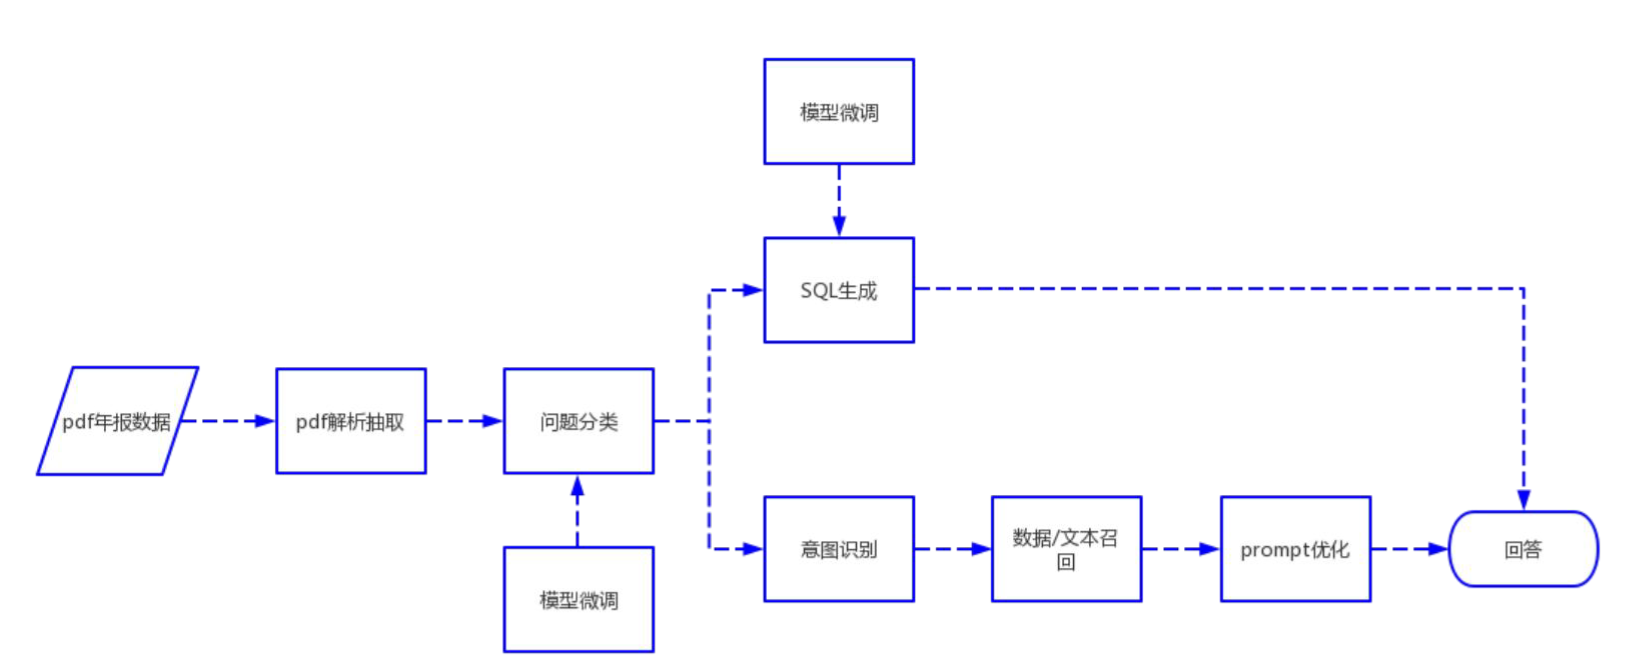 模型微调
SQL生成
pdf年报数据
pdf解析抽取
问题分类
模型微调
意图识别
数据/文本召
回
prompt优化
回答